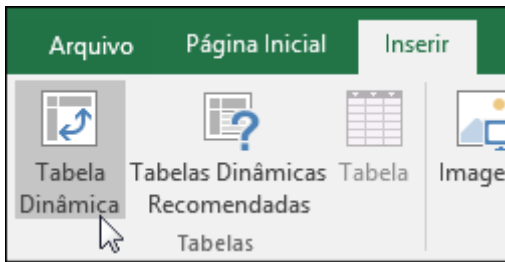 Arquivo Página Inicial Inserir
Tabela Tabelas Dinâmicas Tabela Image
Dinâmica Recomendadas
Tabelas